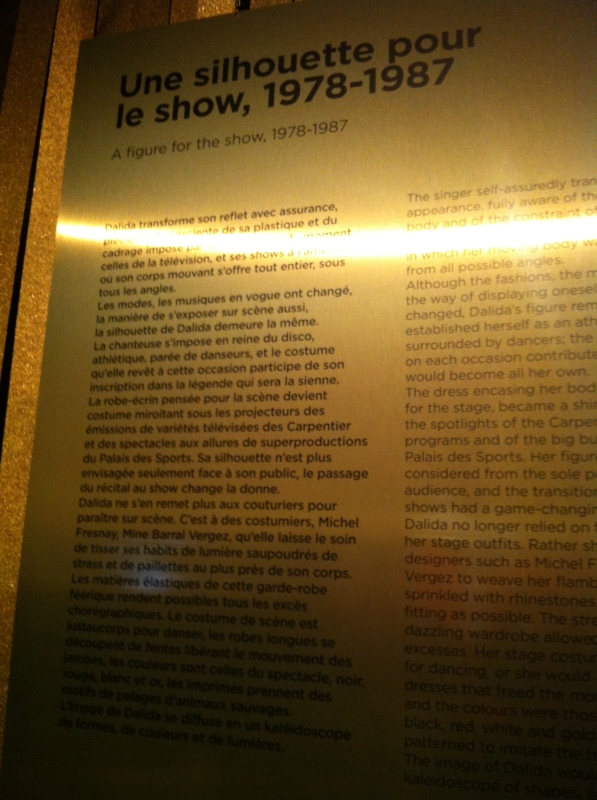 Une silhouette pour
le show, 1978-1987
A figure for the show, 1978-1987
Dalida transforme son reflet avec assurance,
de sa plastique et du
cadrage imposé
celles de la télévision, et ses shows à
où son corps mouvant s'offre tout entier, sous
tous les angles.
Les modes, les musiques en vogue ont changé,
la manière de s'exposer sur scène aussi,
la silhouette de Dalida demeure la même.
La chanteuse s'impose en reine du disco,
athlétique, parée de danseurs, et le costume
qu'elle revêt à cette occasion participe de son
inscription dans la légende qui sera la sienne.
La robe-écrin pensée pour la scène devient
costume miroitant sous les projecteurs des
émissions de variétés télévisées des Carpentier
et des spectacles aux allures de superproductions
du Palais des Sports. Sa silhouette n'est plus
envisagée seulement face à son public, le passage
du récital au show change la donne.
Dalida ne s'en remet plus aux couturiers pour
paraître sur scène. C'est à des costumiers, Michel
Fresnay, Mine Barral Vergez, qu'elle laisse le soin
de tisser ses habits de lumière saupoudrés de
strass et de paillettes au plus près de son corps.
Les matières élastiques de cette garde-robe
féérique rendent possibles tous les excès
chorégraphiques. Le costume de scène est
justaucorps pour danser, les robes longues se
découpent de fentes libérant le mouvement des
jambes, les couleurs sont celles du spectacle, noir,
rouge, blanc et or, les imprimés prennent des
motifs de pelages d'animaux sauvages.
L'image de Dalida se diffuse en un kaléidoscope
de formes, de couleurs et de lumières.
The singer self-assuredly tran
appearance, fully aware of the
body and of the constraint of
in which her moving body wa
from all possible angles.
Although the fashions, the m
the way of displaying onesel
changed, Dalida's figure rem
established herself as an ath
surrounded by dancers; the
on each occasion contribute
would become all her own.
The dress encasing her bod
for the stage, became a shi
the spotlights of the Carper
programs and of the big bu
Palais des Sports. Her figur
considered from the sole p
audience, and the transition
shows had a game-changin
Dalida no longer relied on
her stage outfits. Rather sh
designers such as Michel F
Vergez to weave her flamb
sprinkled with rhinestones
fitting as possible. The stre
dazzling wardrobe allowed
excesses. Her stage costu
for dancing, or she would
dresses that freed the mo
and the colours were thos
black, red, white and gold
patterned to imitate the h
The image of Dalida woul
kaleidoscope of shapes,